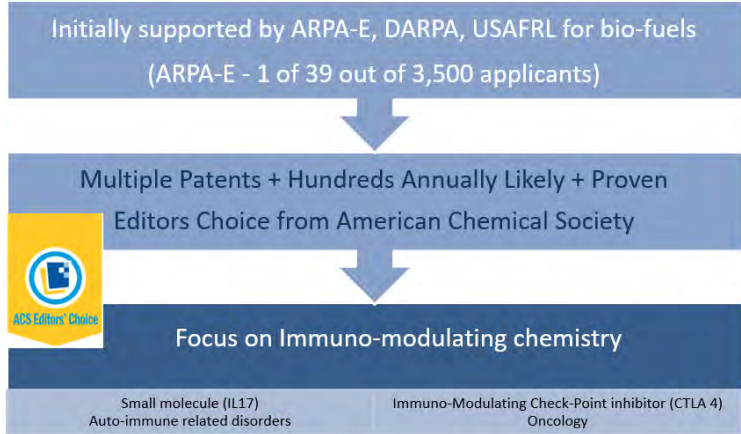 Initially supported by ARPA-E, DARPA, USAFRL for bio-fuels
(ARPA-E - 1 of 39 out of 3,500 applicants)
Multiple Patents + Hundreds Annually Likely + Proven
Editors Choice from American Chemical Society
ACS Editors' Choice
Focus on Immuno-modulating chemistry
Small molecule (IL17)
Auto-immune related disorders
Immuno-Modulating Check-Point inhibitor (CTLA 4)
Oncology